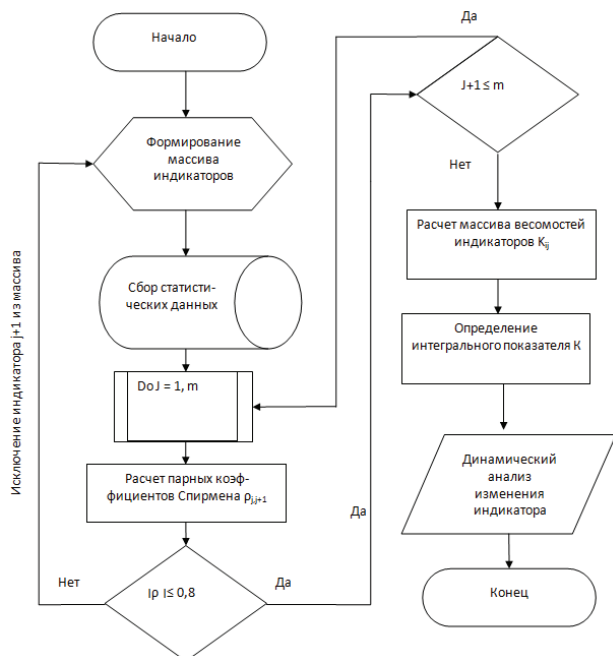 Начало
Формирование
массива
индикаторов
Сбор статисти-
ческих данных
Do J = 1, m
Расчет парных коэф-
фициентов Спирмена ρj,j+1
Нет
ıρ ı≤ 0,8
Да
Исключение индикатора j+1 из массива
Да
Да
J+1 ≤ m
Нет
Расчет массива весомостей
индикаторов Kij
Определение
интегрального показателя К
Динамический
анализ
изменения
индикатора
Конец